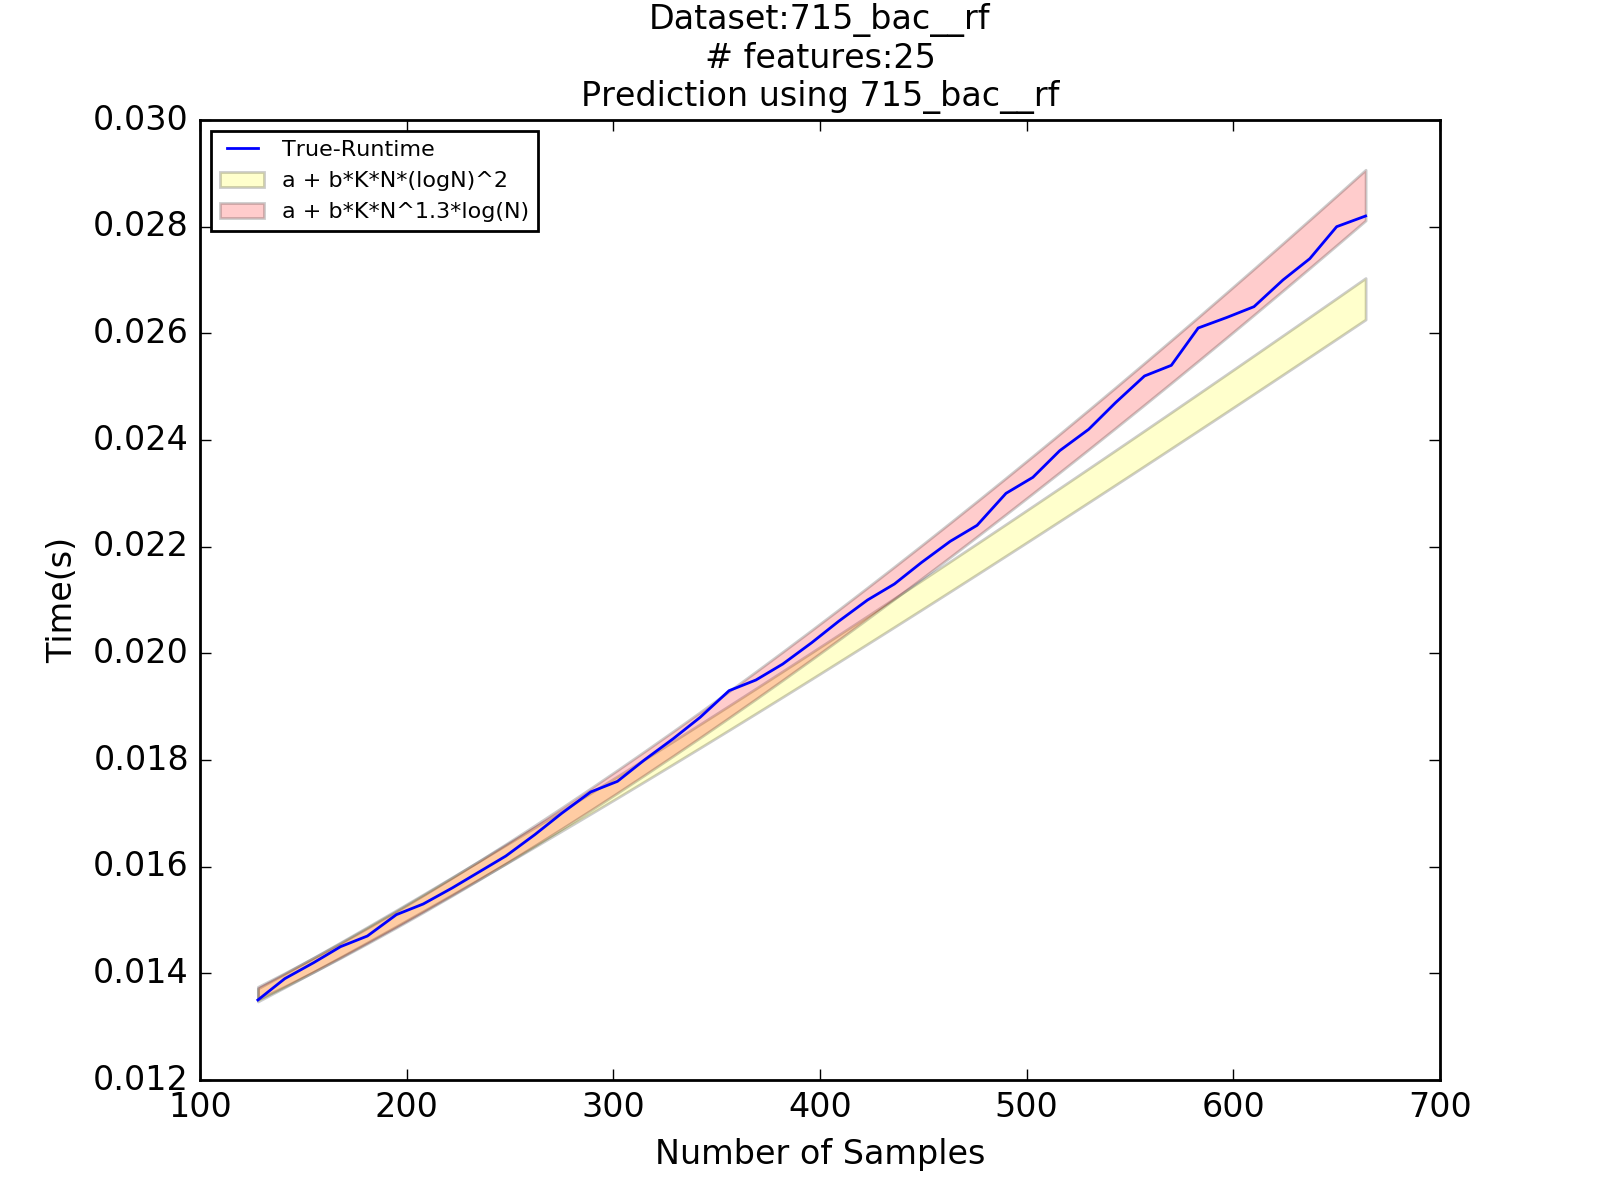 Dataset:715_bac__rf
# features:25
Prediction using 715_bac__rf
0.030
0.028
0.026
0.024
0.022
0.020
0.018
0.016
0.014
0.012
True-Runtime
a + b*K*N*(logN)^2
a + b*K*N^1.3*log(N)
Time(s)
100 200 300 400 500 600 700
Number of Samples